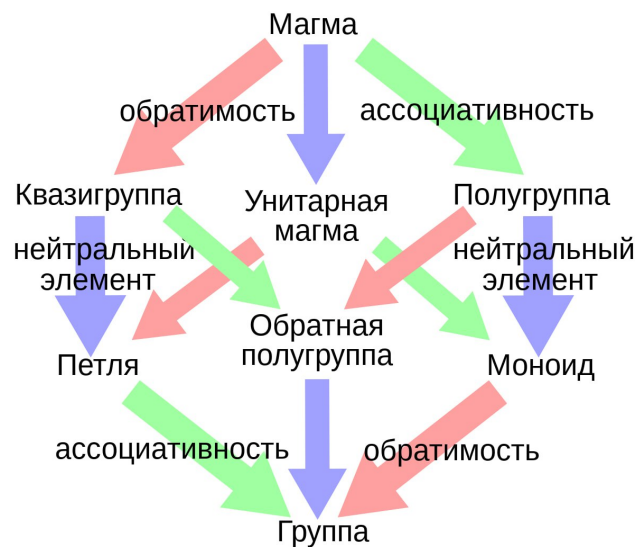 Магма
обратимость
ассоциативность
Квазигруппа
Унитарная
магма
Полугруппа
нейтральный
элемент
нейтральный
элемент
Петля
Обратная
полугруппа
Моноид
ассоциативность
обратимость
Группа